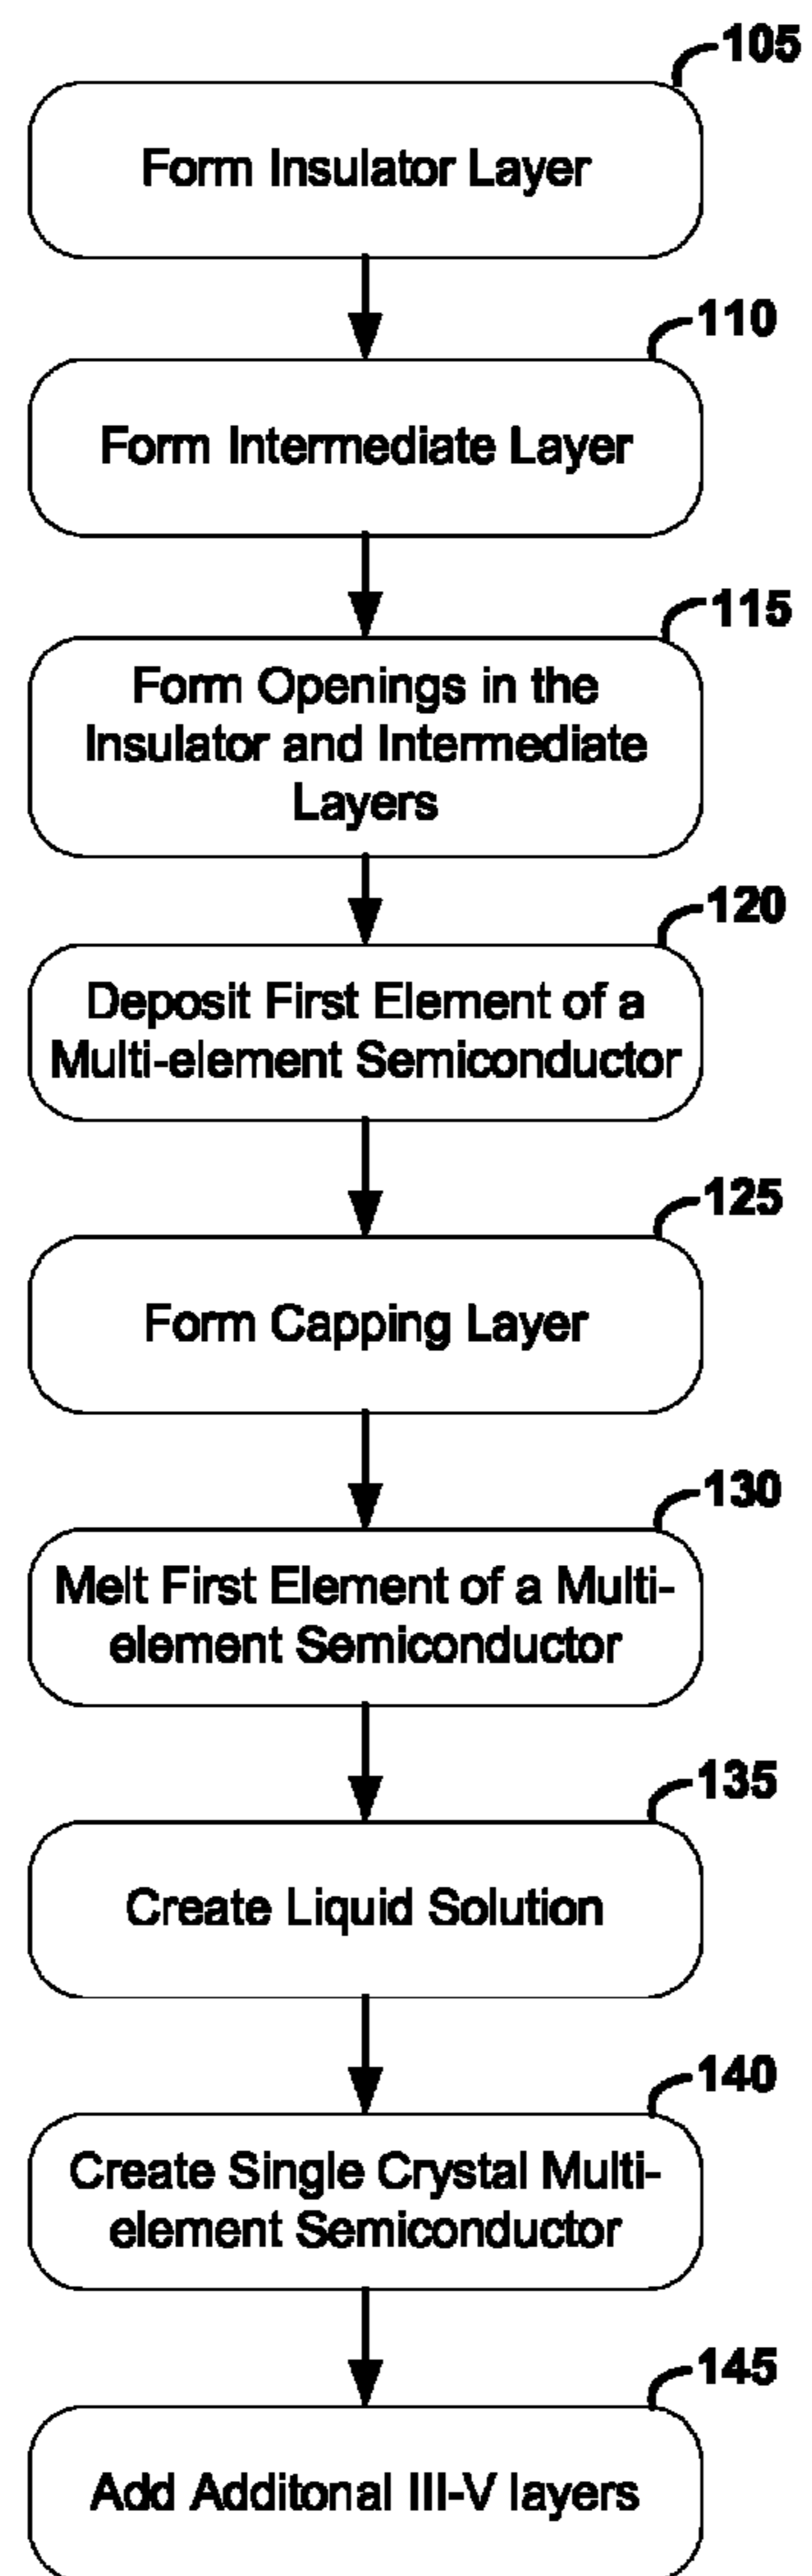 105
Form Insulator Layer
110
Form Intermediate Layer
115
Form Openings in the
Insulator and Intermediate
Layers
120
Deposit First Element of a
Multi-element Semiconductor
125
Form Capping Layer
130
Melt First Element of a Multi-
element Semiconductor
135
Create Liquid Solution
140
Create Single Crystal Multi-
element Semiconductor
145
Add Additonal III-V layers